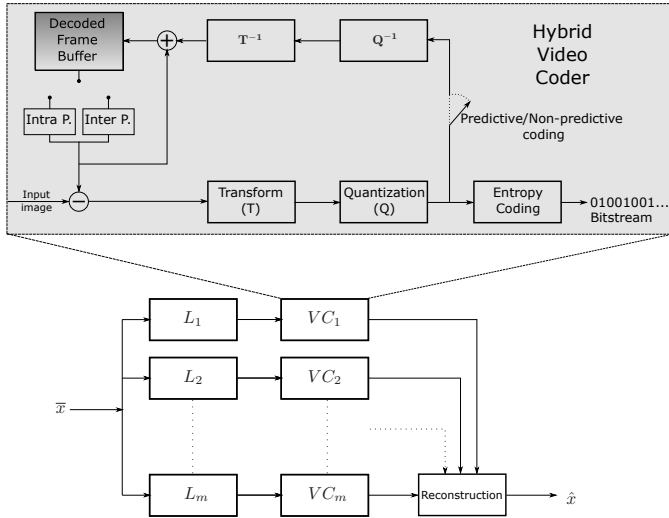 Decoded
Frame
Buffer
T⁻¹
Q⁻¹
Hybrid
Video
Coder
Intra P.
Inter P.
Predictive/Non-predictive
coding
Input
image
Transform
(T)
Quantization
(Q)
Entropy
Coding
01001001...
Bitstream
L₁
VC₁
L₂
VC₂
x̅
Lₘ
VCₘ
Reconstruction
x̂